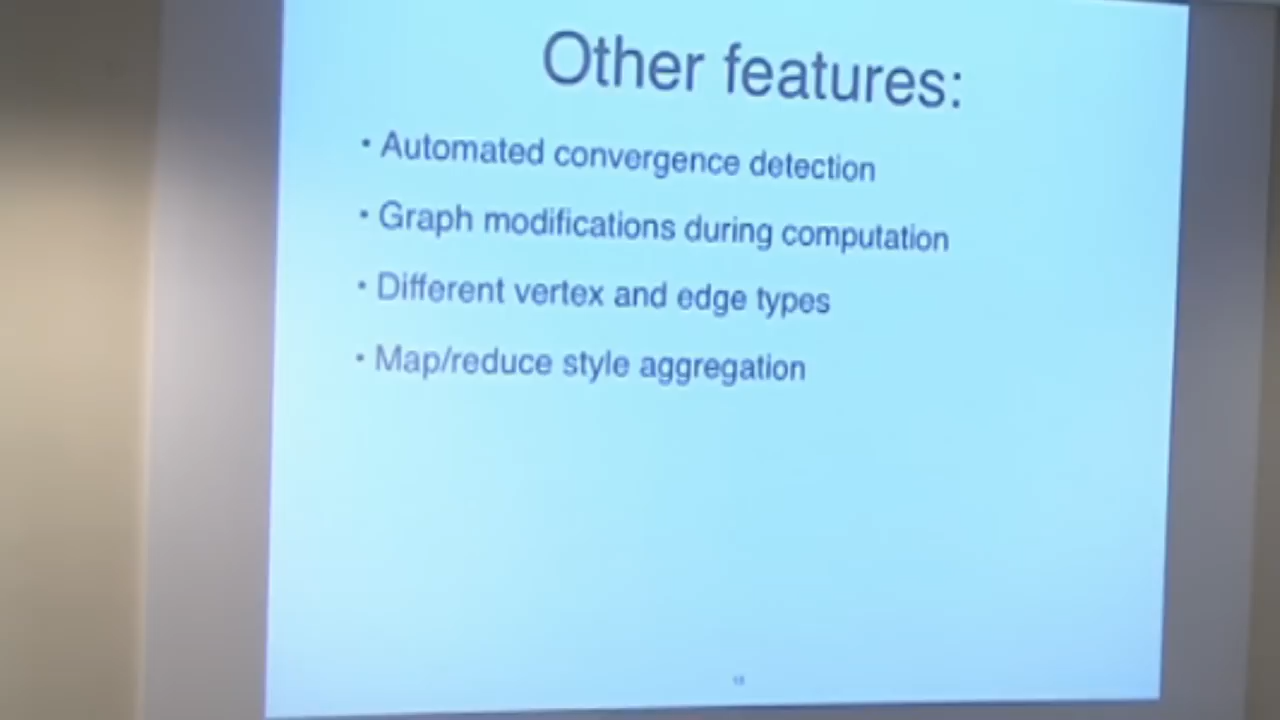 Other features:
• Automated convergence detection
• Graph modifications during computation
• Different vertex and edge types
• Map/reduce style aggregation